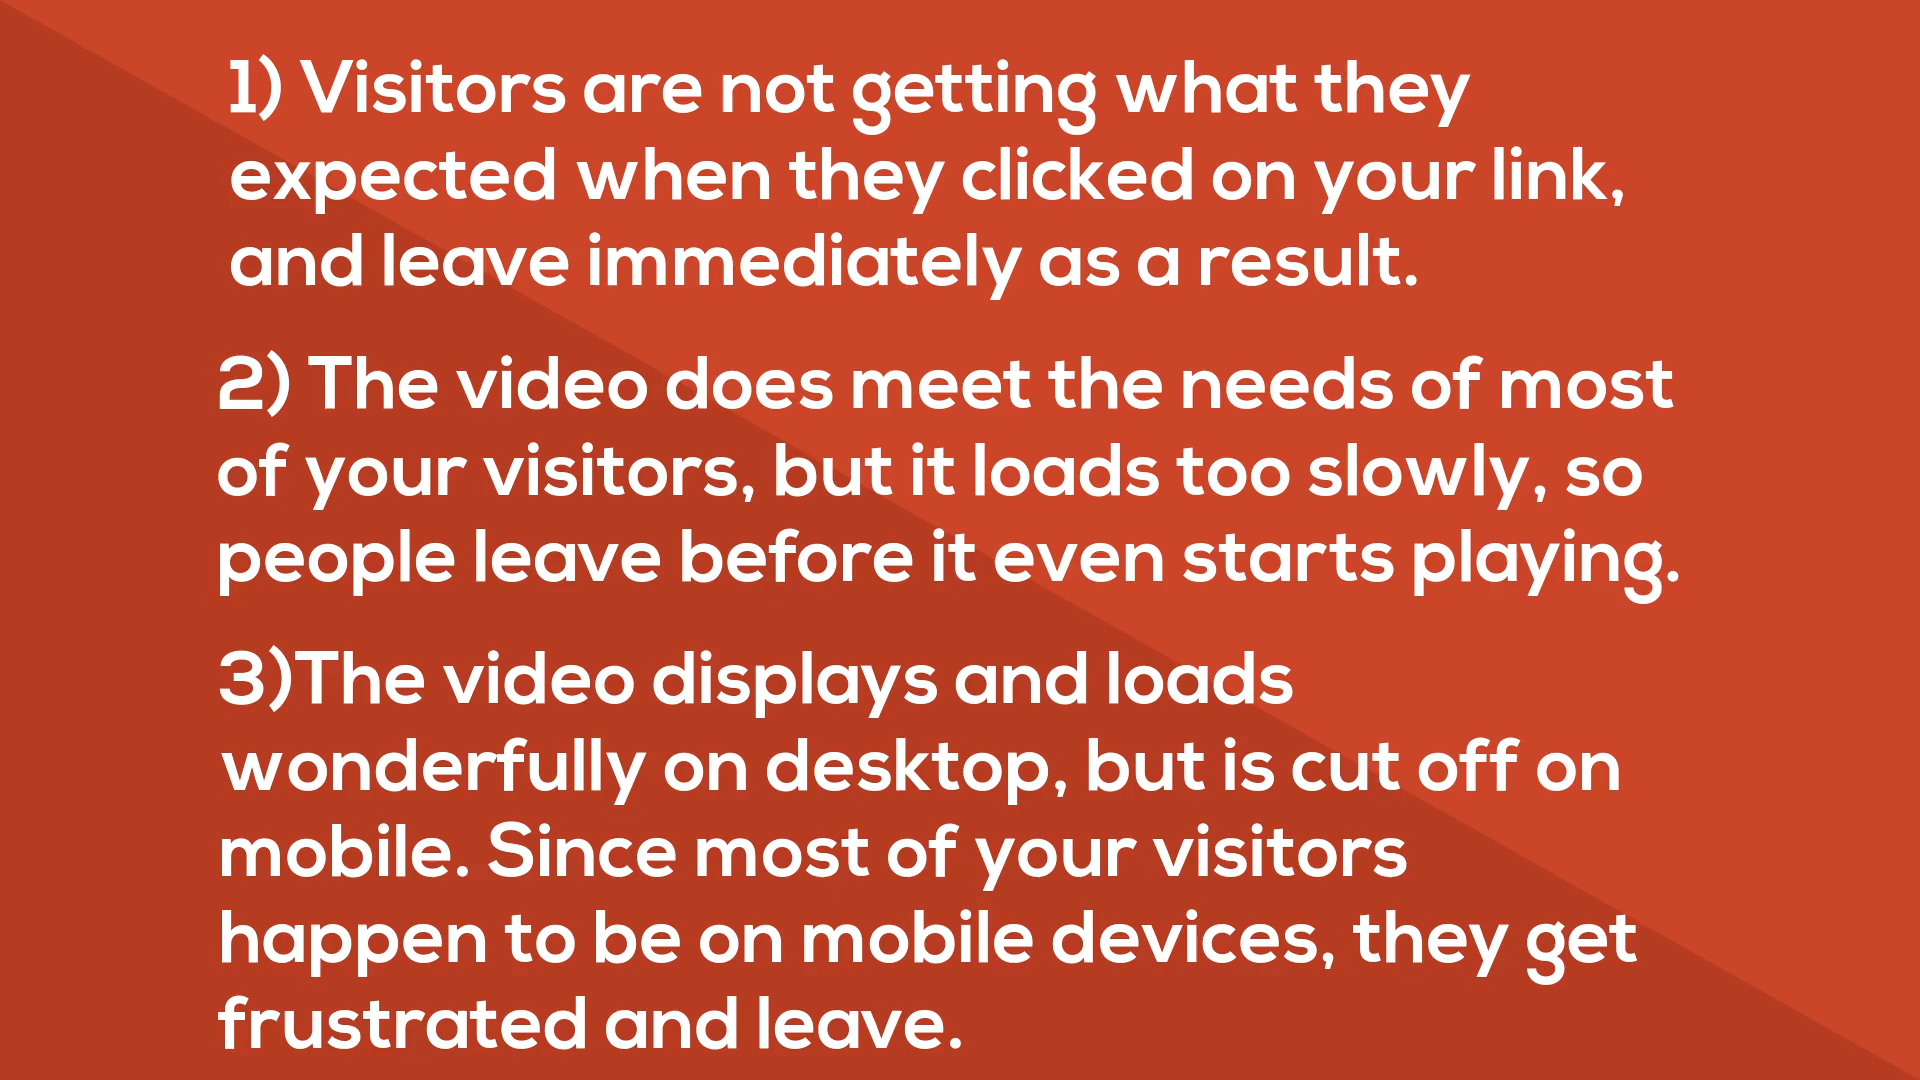 1) Visitors are not getting what they
expected when they clicked on your link,
and leave immediately as a result.
2) The video does meet the needs of most
of your visitors, but it loads too slowly, so
people leave before it even starts playing.
3)The video displays and loads
wonderfully on desktop, but is cut off on
mobile. Since most of your visitors
happen to be on mobile devices, they get
frustrated and leave.